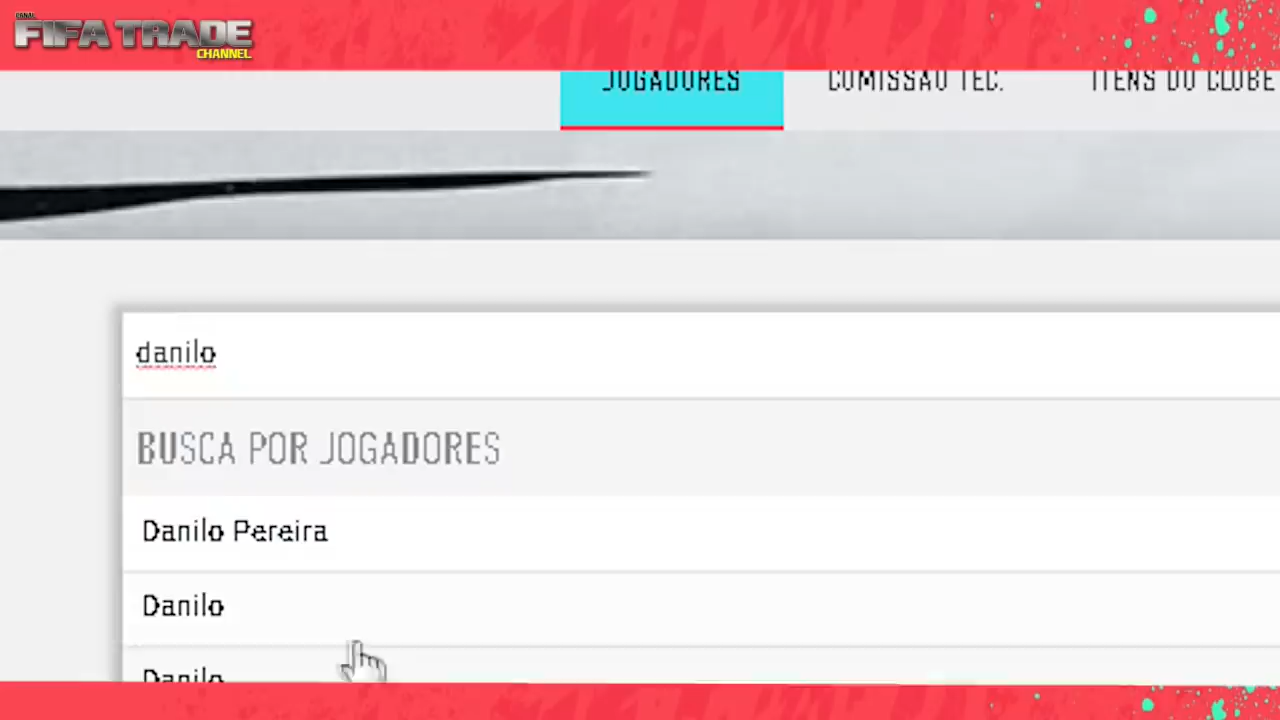 CANAL
FIFA TRADE
CHANNEL
JOGADORES
COMISSÃO TÉC.
ITENS DO CLUBE
danilo
BUSCA POR JOGADORES
Danilo Pereira
Danilo
Danilo